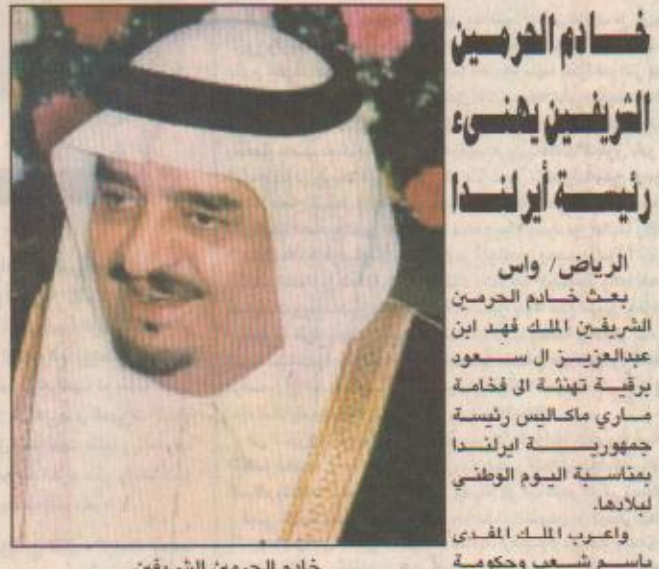 خادم الحرمين
الشريفين يهنىء
رئيسة أيرلندا
الرياض/ واس
بعث خادم الحرمين
الشريفين الملك فهد ابن
عبدالعزيز ال سعود
برقية تهنئة الى فخامة
ماري ماكاليس رئيسة
جمهورية ايرلندا
بمناسبة اليوم الوطني
لبلادها.
واعرب الملك المفدى
باسم شعب وحكومة
خادم الحرمين الشريفين